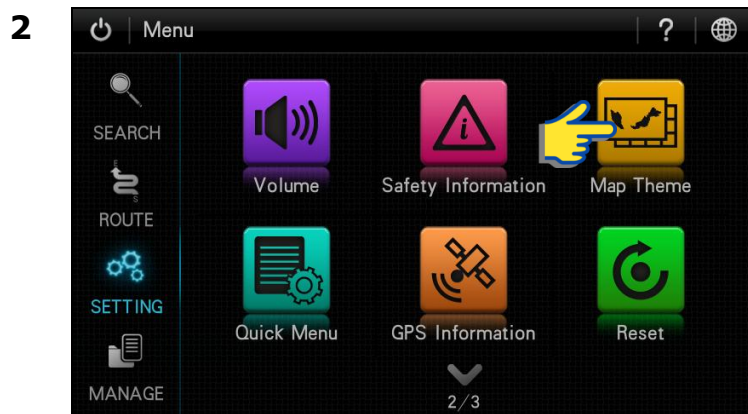 2
Menu ?
SEARCH
Volume Safety Information Map Theme
ROUTE
SETTING
Quick Menu GPS Information Reset
MANAGE
2/3